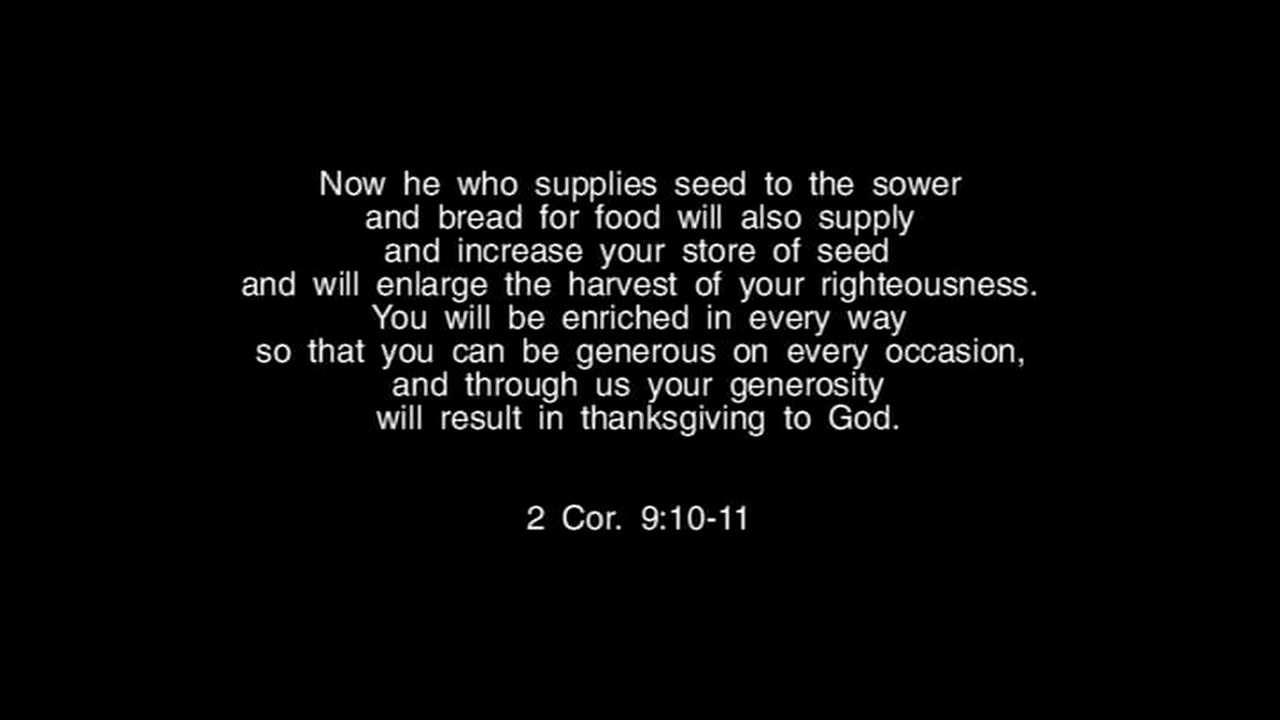 Now he who supplies seed to the sower
and bread for food will also supply
and increase your store of seed
and will enlarge the harvest of your righteousness.
You will be enriched in every way
so that you can be generous on every occasion,
and through us your generosity
will result in thanksgiving to God.
2 Cor. 9:10-11